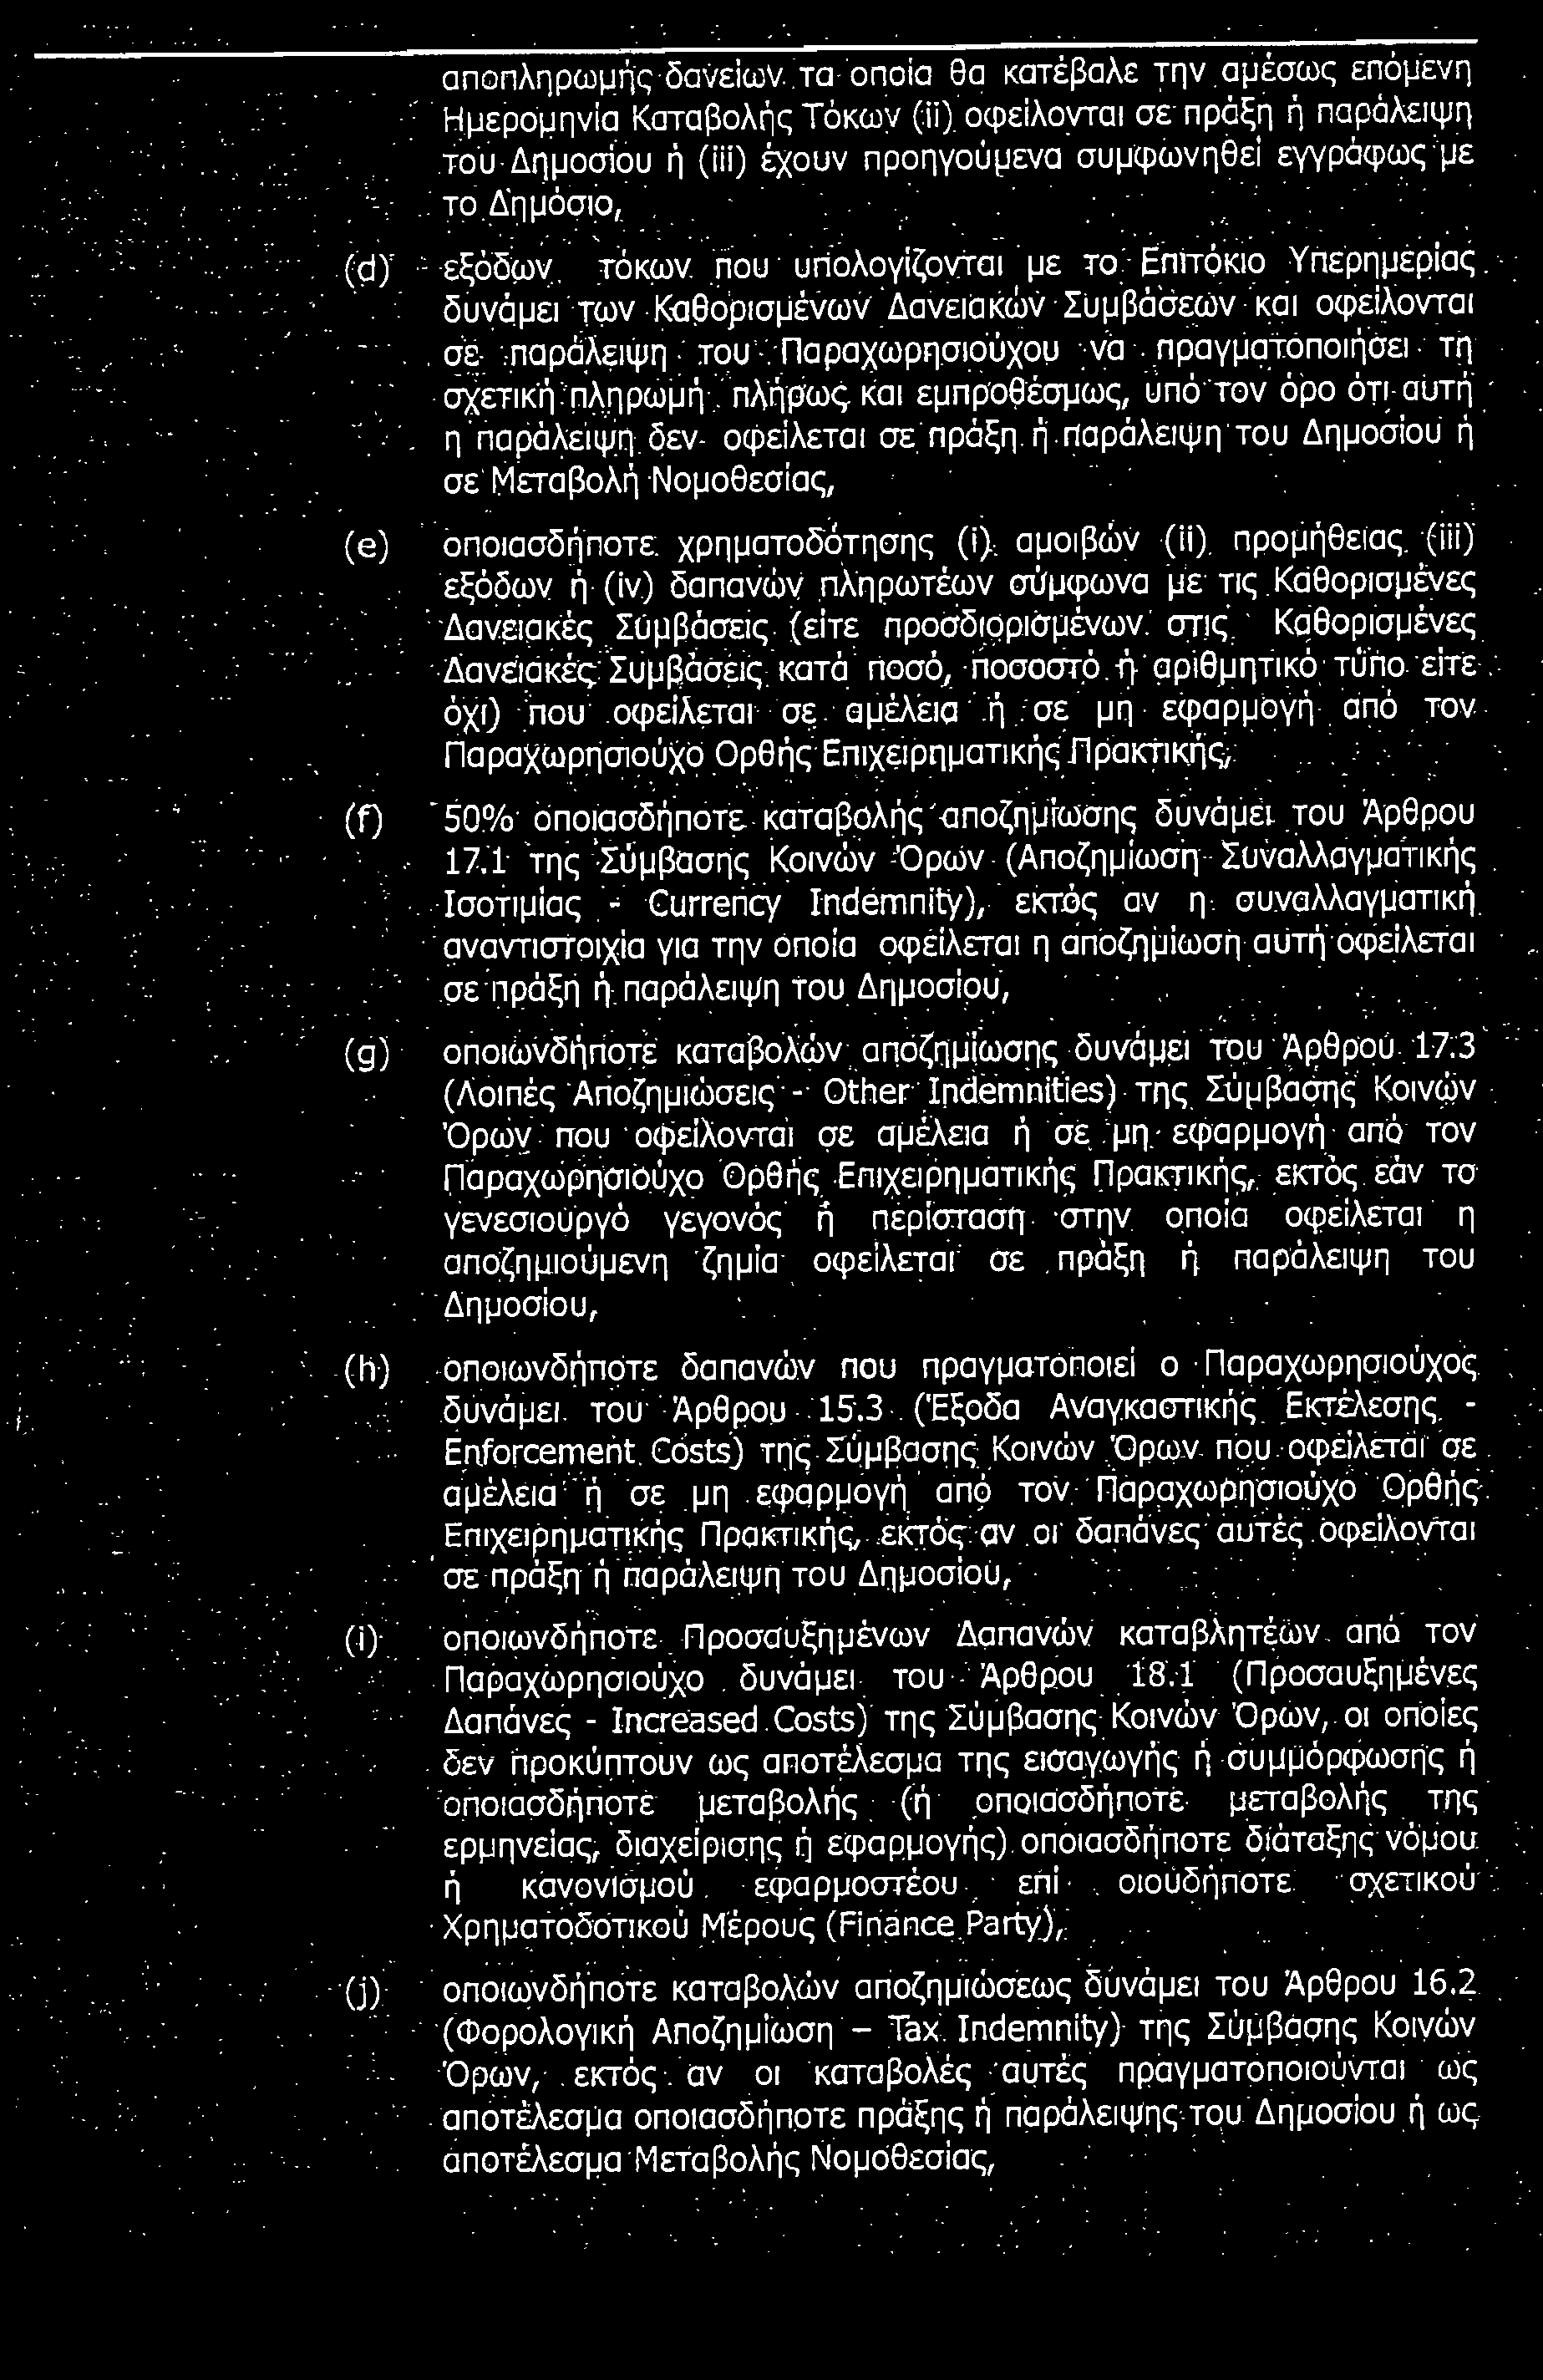 αποπληρωμής δανείων τα οποία θα κατέβαλε την αμέσως επόμενη
Ημερομηνία Καταβολής Τόκων (ii) οφείλονται σε πράξη ή παράλειψη
του Δημοσίου ή (iii) έχουν προηγούμενα συμφωνηθεί εγγράφως με
το Δημόσιο,
(d) εξόδων, τόκων που υπολογίζονται με το Επιτόκιο Υπερημερίας
δυνάμει των Καθορισμένων Δανειακών Συμβάσεων και οφείλονται
σε παράλειψη του Παραχωρησιούχου να πραγματοποιήσει τη
σχετική πληρωμή πλήρως και εμπροθέσμως, υπό τον όρο ότι αυτή
η παράλειψη δεν οφείλεται σε πράξη ή παράλειψη του Δημοσίου ή
σε Μεταβολή Νομοθεσίας,
(e) οποιασδήποτε χρηματοδότησης (i) αμοιβών (ii) προμήθειας (iii)
εξόδων ή (iv) δαπανών πληρωτέων σύμφωνα με τις Καθορισμένες
Δανειακές Συμβάσεις (είτε προσδιορισμένων στις Καθορισμένες
Δανειακές Συμβάσεις κατά ποσό, ποσοστό ή αριθμητικό τύπο είτε
όχι) που οφείλεται σε αμέλεια ή σε μη εφαρμογή από τον
Παραχωρησιούχο Ορθής Επιχειρηματικής Πρακτικής,
(f) 50% οποιασδήποτε καταβολής αποζημίωσης δυνάμει του Άρθρου
17.1 της Σύμβασης Κοινών Όρων (Αποζημίωση Συναλλαγματικής
Ισοτιμίας - Currency Indemnity), εκτός αν η συναλλαγματική
αναντιστοιχία για την οποία οφείλεται η αποζημίωση αυτή οφείλεται
σε πράξη ή παράλειψη του Δημοσίου,
(g) οποιωνδήποτε καταβολών αποζημίωσης δυνάμει του Άρθρου 17.3
(Λοιπές Αποζημιώσεις - Other Indemnities) της Σύμβασης Κοινών
Όρων που οφείλονται σε αμέλεια ή σε μη εφαρμογή από τον
Παραχωρησιούχο Ορθής Επιχειρηματικής Πρακτικής, εκτός εάν το
γενεσιουργό γεγονός ή περίσταση στην οποία οφείλεται η
αποζημιούμενη ζημία οφείλεται σε πράξη ή παράλειψη του
Δημοσίου,
(h) οποιωνδήποτε δαπανών που πραγματοποιεί ο Παραχωρησιούχος
δυνάμει του Άρθρου 15.3 (Έξοδα Αναγκαστικής Εκτέλεσης -
Enforcement Costs) της Σύμβασης Κοινών Όρων που οφείλεται σε
αμέλεια ή σε μη εφαρμογή από τον Παραχωρησιούχο Ορθής
Επιχειρηματικής Πρακτικής, εκτός αν οι δαπάνες αυτές οφείλονται
σε πράξη ή παράλειψη του Δημοσίου,
(i) οποιωνδήποτε Προσαυξημένων Δαπανών καταβλητέων από τον
Παραχωρησιούχο δυνάμει του Άρθρου 18.1 (Προσαυξημένες
Δαπάνες - Increased Costs) της Σύμβασης Κοινών Όρων, οι οποίες
δεν προκύπτουν ως αποτέλεσμα της εισαγωγής ή συμμόρφωσης ή
οποιασδήποτε μεταβολής (ή οποιασδήποτε μεταβολής της
ερμηνείας, διαχείρισης ή εφαρμογής) οποιασδήποτε διάταξης νόμου
ή κανονισμού εφαρμοστέου επί οιουδήποτε σχετικού
Χρηματοδοτικού Μέρους (Finance Party),
(j) οποιωνδήποτε καταβολών αποζημιώσεως δυνάμει του Άρθρου 16.2
(Φορολογική Αποζημίωση – Tax Indemnity) της Σύμβασης Κοινών
Όρων, εκτός αν οι καταβολές αυτές πραγματοποιούνται ως
αποτέλεσμα οποιασδήποτε πράξης ή παράλειψης του Δημοσίου ή ως
αποτέλεσμα Μεταβολής Νομοθεσίας,